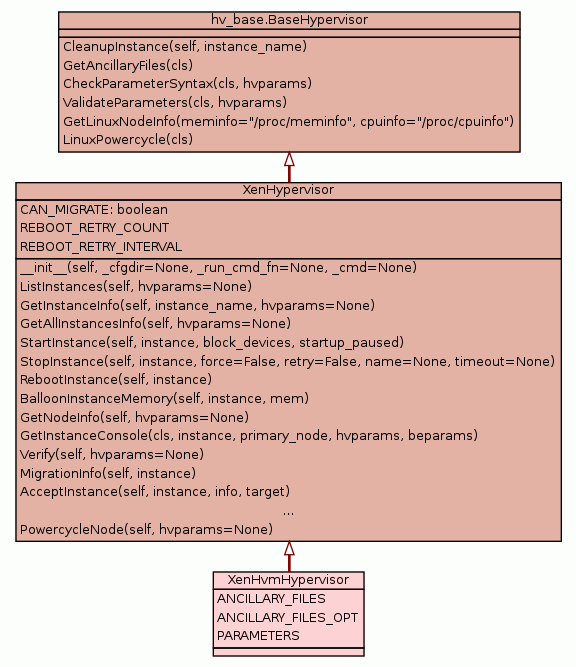 hv_base.BaseHypervisor
CleanupInstance(self, instance_name)
GetAncillaryFiles(cls)
CheckParameterSyntax(cls, hvparams)
ValidateParameters(cls, hvparams)
GetLinuxNodeInfo(meminfo="/proc/meminfo", cpuinfo="/proc/cpuinfo")
LinuxPowercycle(cls)
XenHypervisor
CAN_MIGRATE: boolean
REBOOT_RETRY_COUNT
REBOOT_RETRY_INTERVAL
__init__(self, _cfgdir=None, _run_cmd_fn=None, _cmd=None)
ListInstances(self, hvparams=None)
GetInstanceInfo(self, instance_name, hvparams=None)
GetAllInstancesInfo(self, hvparams=None)
StartInstance(self, instance, block_devices, startup_paused)
StopInstance(self, instance, force=False, retry=False, name=None, timeout=None)
RebootInstance(self, instance)
BalloonInstanceMemory(self, instance, mem)
GetNodeInfo(self, hvparams=None)
GetInstanceConsole(cls, instance, primary_node, hvparams, beparams)
Verify(self, hvparams=None)
MigrationInfo(self, instance)
AcceptInstance(self, instance, info, target)
...
PowercycleNode(self, hvparams=None)
XenHvmHypervisor
ANCILLARY_FILES
ANCILLARY_FILES_OPT
PARAMETERS